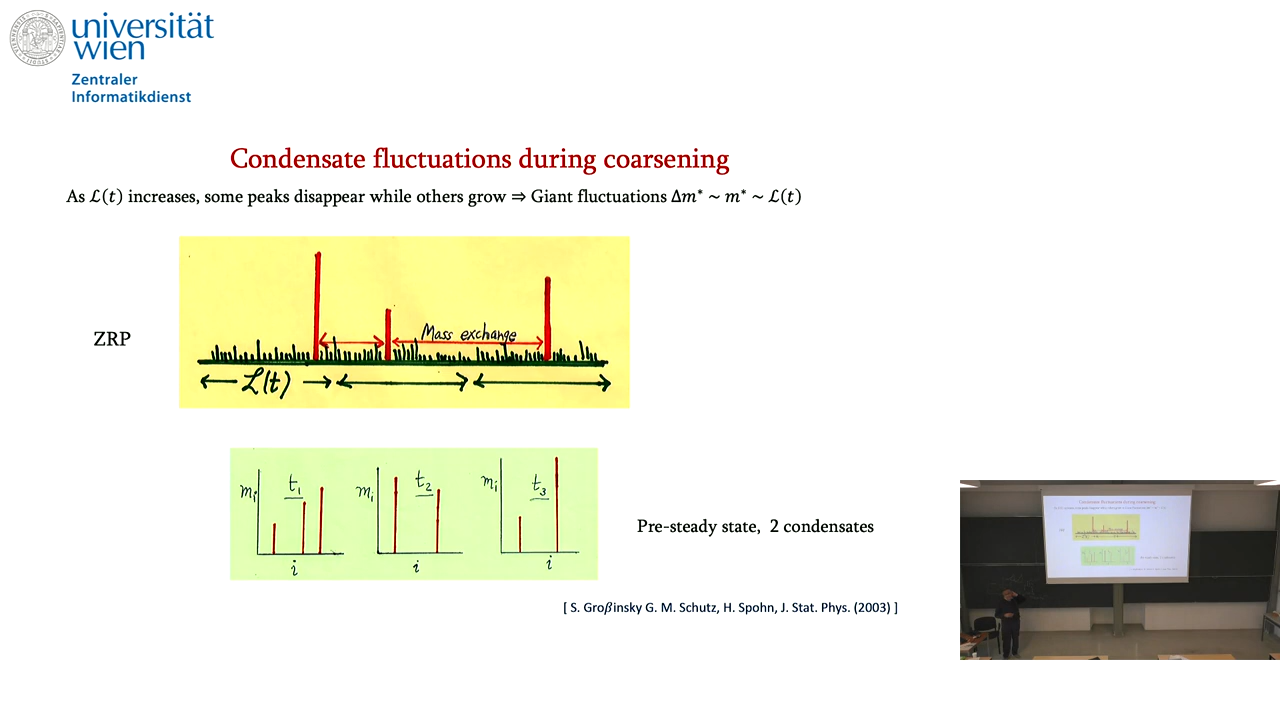 universität
wien
Zentraler
Informatikdienst
Condensate fluctuations during coarsening
As ℒ(t) increases, some peaks disappear while others grow ⇒ Giant fluctuations Δm* ~ m* ~ ℒ(t)
ZRP
Mass exchange
ℒ(t)
mi t1 mi t2 mi t3
i i i
Pre-steady state, 2 condensates
[ S. Großinsky G. M. Schutz, H. Spohn, J. Stat. Phys. (2003) ]